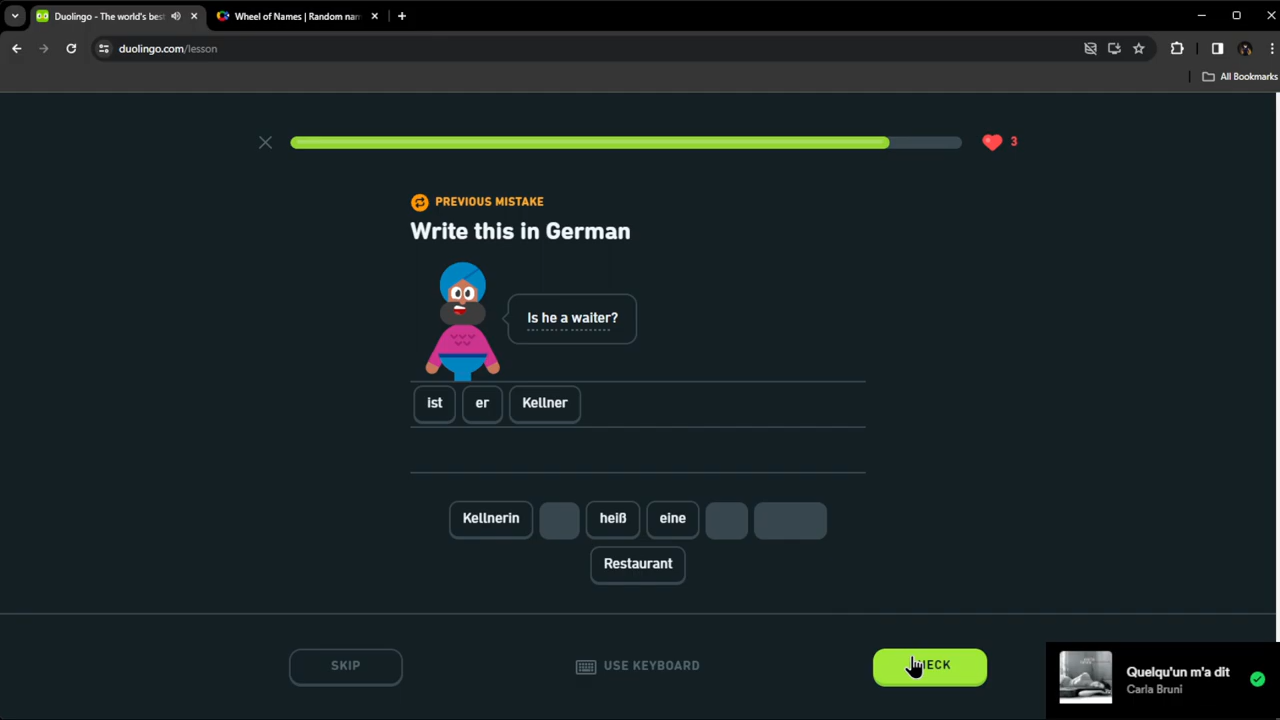 Duolingo - The world's best
Wheel of Names | Random nam
duolingo.com/lesson
All Bookmarks
3
PREVIOUS MISTAKE
Write this in German
Is he a waiter?
ist er Kellner
Kellnerin heiß eine
Restaurant
SKIP
USE KEYBOARD
CHECK
Quelqu'un m'a dit
Carla Bruni